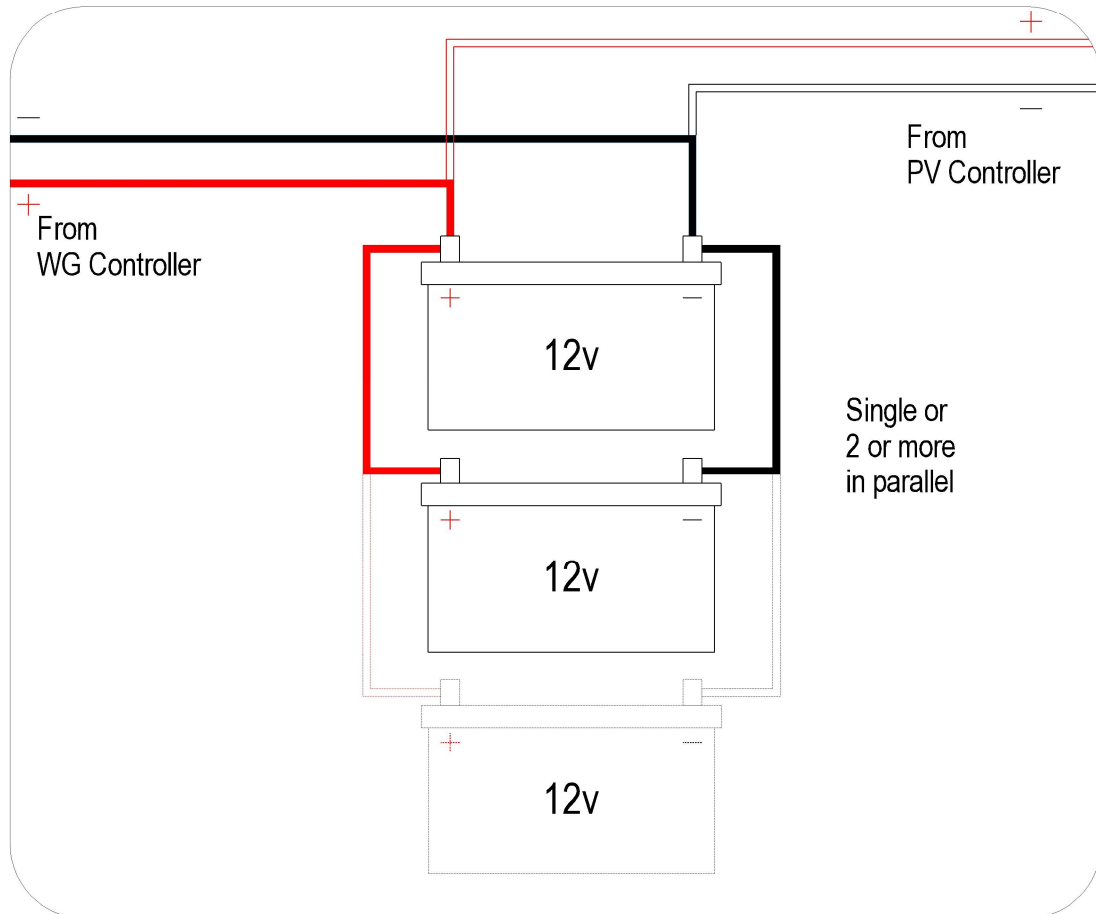 +
—
—
From
PV Controller
+
From
WG Controller
+ —
12v
Single or
2 or more
in parallel
+ —
12v
+ —
12v